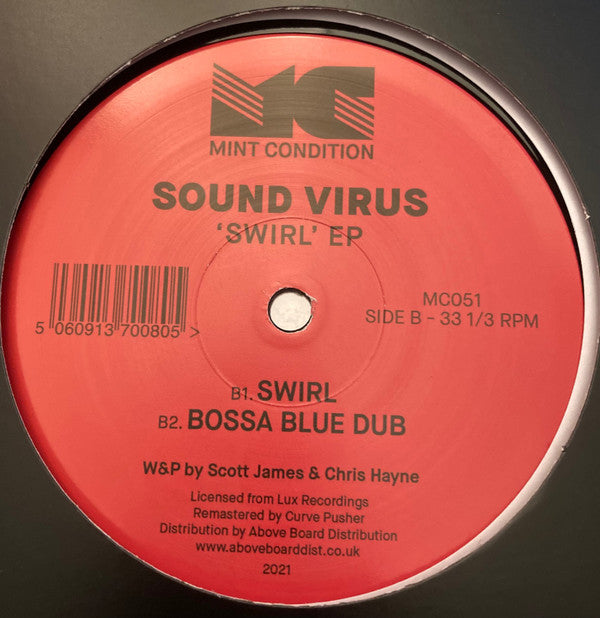 MC
MINT CONDITION
SOUND VIRUS
‘SWIRL’ EP
5 060913 700805 >
MC051
SIDE B – 33 1/3 RPM
B1. SWIRL
B2. BOSSA BLUE DUB
W&P by Scott James & Chris Hayne
Licensed from Lux Recordings
Remastered by Curve Pusher
Distribution by Above Board Distribution
www.aboveboarddist.co.uk
2021